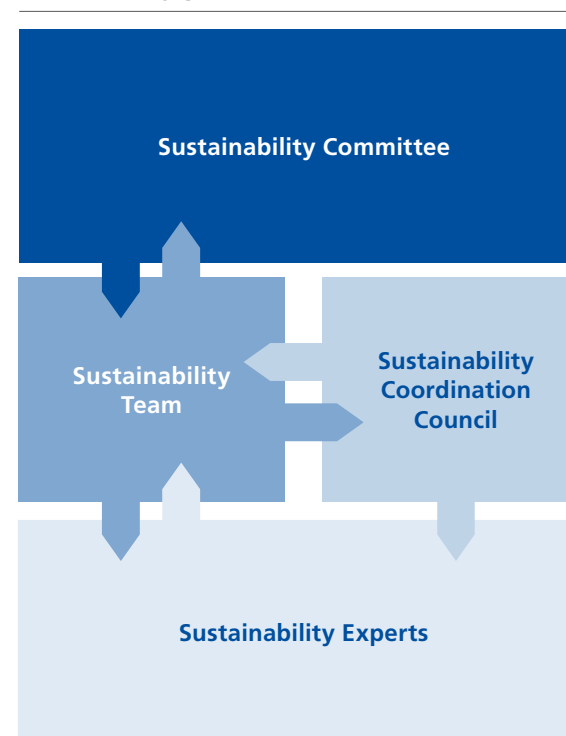 Sustainability Committee
Sustainability
Team
Sustainability
Coordination
Council
Sustainability Experts